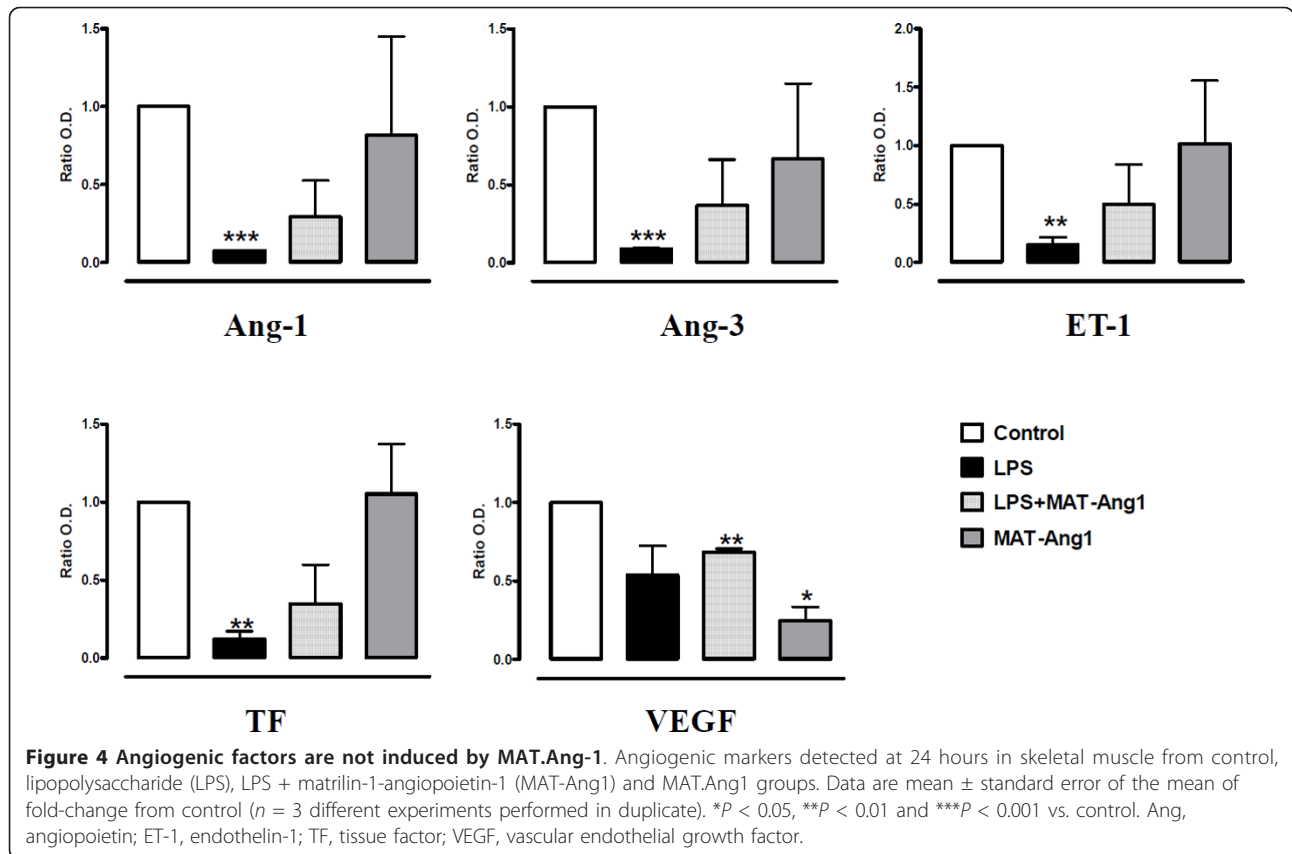 1.5
1.0
0.5
0.0
Ratio O.D.
***
Ang-1
1.5
1.0
0.5
0.0
Ratio O.D.
***
Ang-3
2.0
1.5
1.0
0.5
0.0
Ratio O.D.
**
ET-1
1.5
1.0
0.5
0.0
Ratio O.D.
**
TF
1.5
1.0
0.5
0.0
Ratio O.D.
**
*
VEGF
Control
LPS
LPS+MAT-Ang1
MAT-Ang1
Figure 4 Angiogenic factors are not induced by MAT.Ang-1. Angiogenic markers detected at 24 hours in skeletal muscle from control,
lipopolysaccharide (LPS), LPS + matrilin-1-angiopoietin-1 (MAT-Ang1) and MAT.Ang1 groups. Data are mean ± standard error of the mean of
fold-change from control (n = 3 different experiments performed in duplicate). *P < 0.05, **P < 0.01 and ***P < 0.001 vs. control. Ang,
angiopoietin; ET-1, endothelin-1; TF, tissue factor; VEGF, vascular endothelial growth factor.